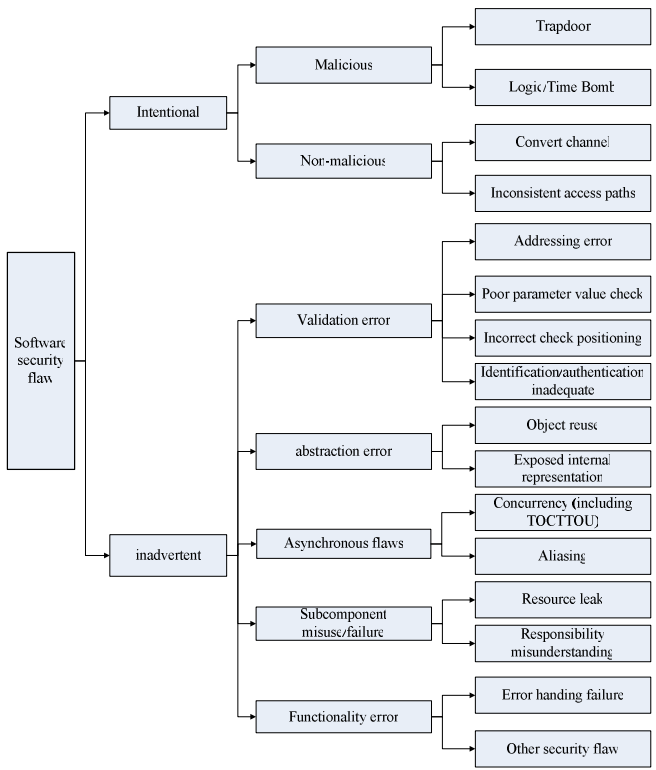 Software
security
flaw
Intentional
inadvertent
Malicious
Non-malicious
Validation error
abstraction error
Asynchronous flaws
Subcomponent
misuse/failure
Functionality error
Trapdoor
Logic/Time Bomb
Convert channel
Inconsistent access paths
Addressing error
Poor parameter value check
Incorrect check positioning
Identification/authentication
inadequate
Object reuse
Exposed internal
representation
Concurrency (including
TOCTTOU)
Aliasing
Resource leak
Responsibility
misunderstanding
Error handing failure
Other security flaw